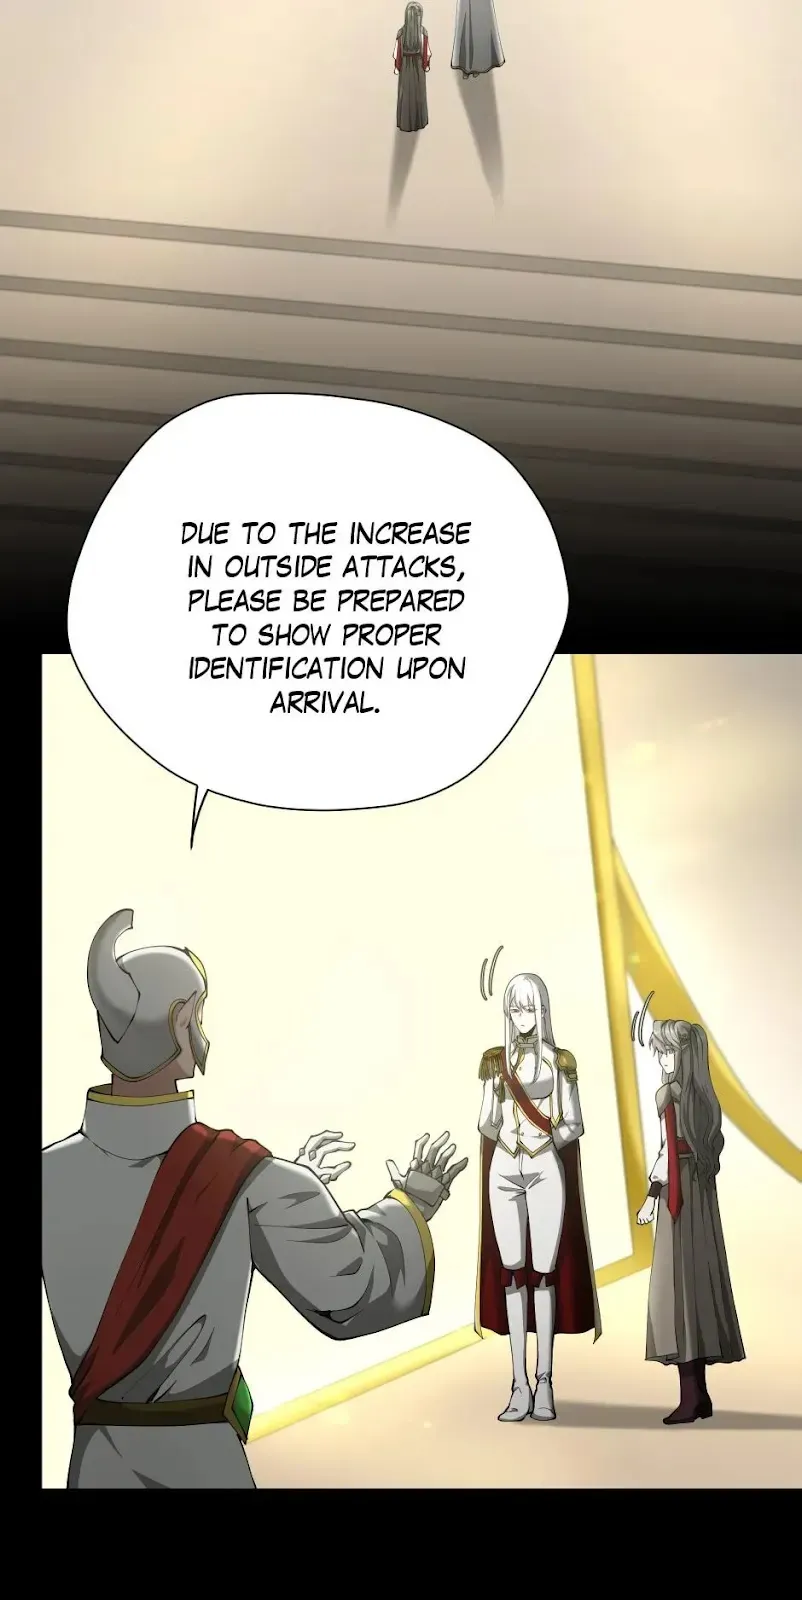 DUE TO THE INCREASE
IN OUTSIDE ATTACKS,
PLEASE BE PREPARED
TO SHOW PROPER
IDENTIFICATION UPON
ARRIVAL.